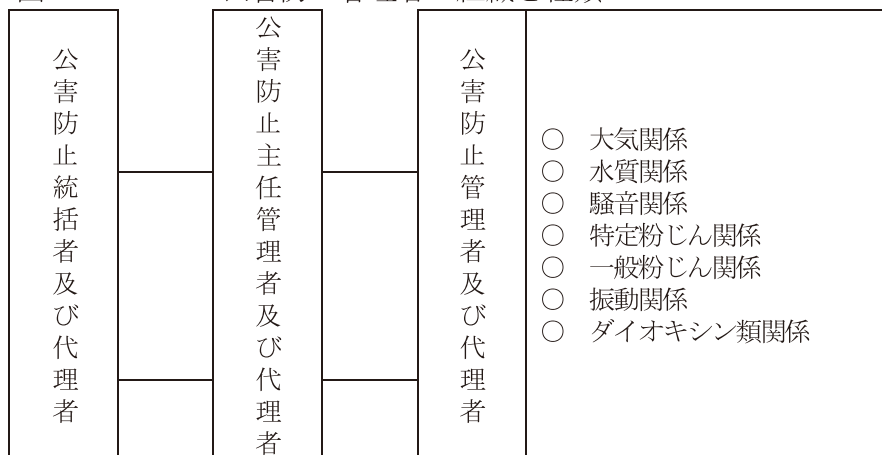 公害防止統括者及び代理者
公害防止主任管理者及び代理者
公害防止管理者及び代理者
○ 大気関係
○ 水質関係
○ 騒音関係
○ 特定粉じん関係
○ 一般粉じん関係
○ 振動関係
○ ダイオキシン類関係